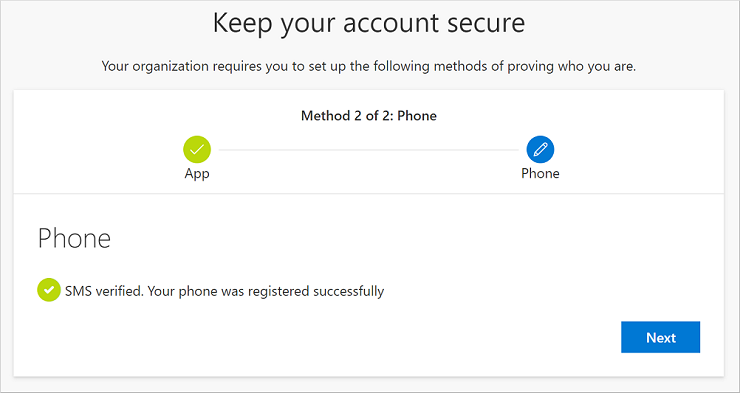 Keep your account secure
Your organization requires you to set up the following methods of proving who you are.
Method 2 of 2: Phone
App
Phone
Phone
SMS verified. Your phone was registered successfully
Next